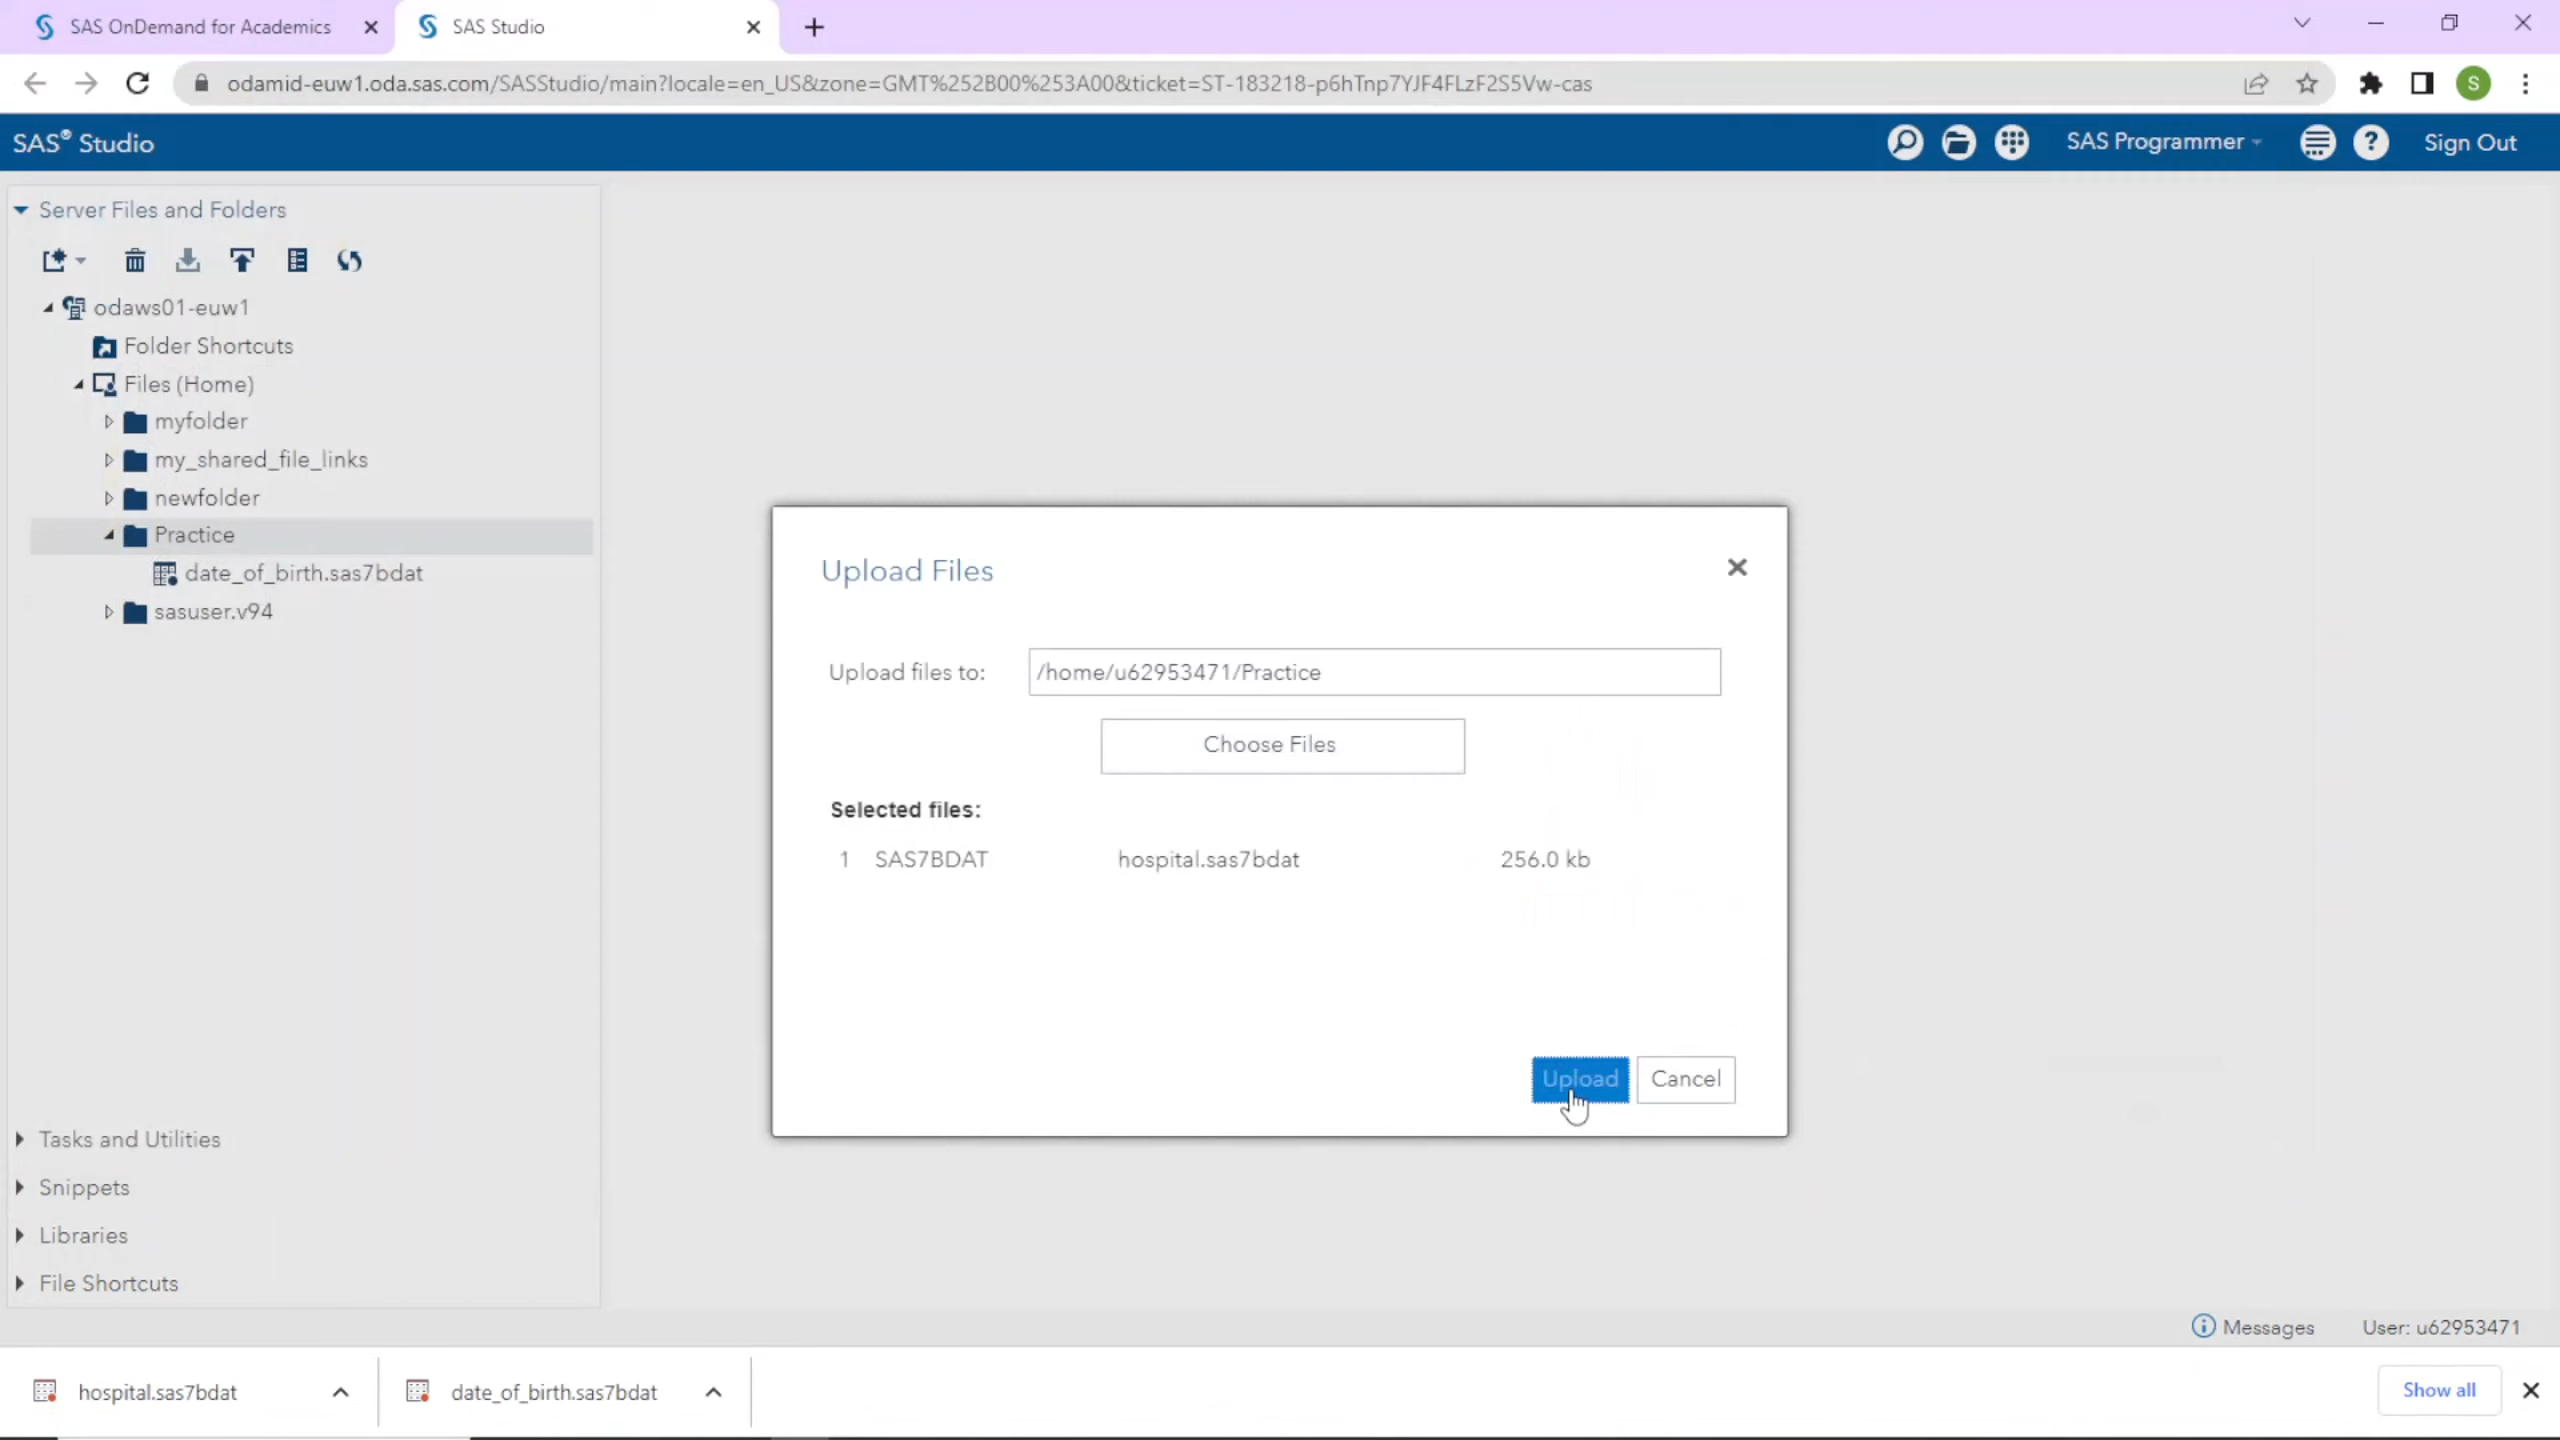 SAS OnDemand for Academics
SAS Studio
odamid-euw1.oda.sas.com/SASStudio/main?locale=en_US&zone=GMT%252B00%253A00&ticket=ST-183218-p6hTnp7YJF4FLzF2S5Vw-cas
S
SAS® Studio
SAS Programmer
?
Sign Out
Server Files and Folders
odaws01-euw1
Folder Shortcuts
Files (Home)
myfolder
my_shared_file_links
newfolder
Practice
date_of_birth.sas7bdat
sasuser.v94
Upload Files
Upload files to: /home/u62953471/Practice
Choose Files
Selected files:
1 SAS7BDAT hospital.sas7bdat 256.0 kb
Upload Cancel
Tasks and Utilities
Snippets
Libraries
File Shortcuts
Messages User: u62953471
hospital.sas7bdat date_of_birth.sas7bdat Show all